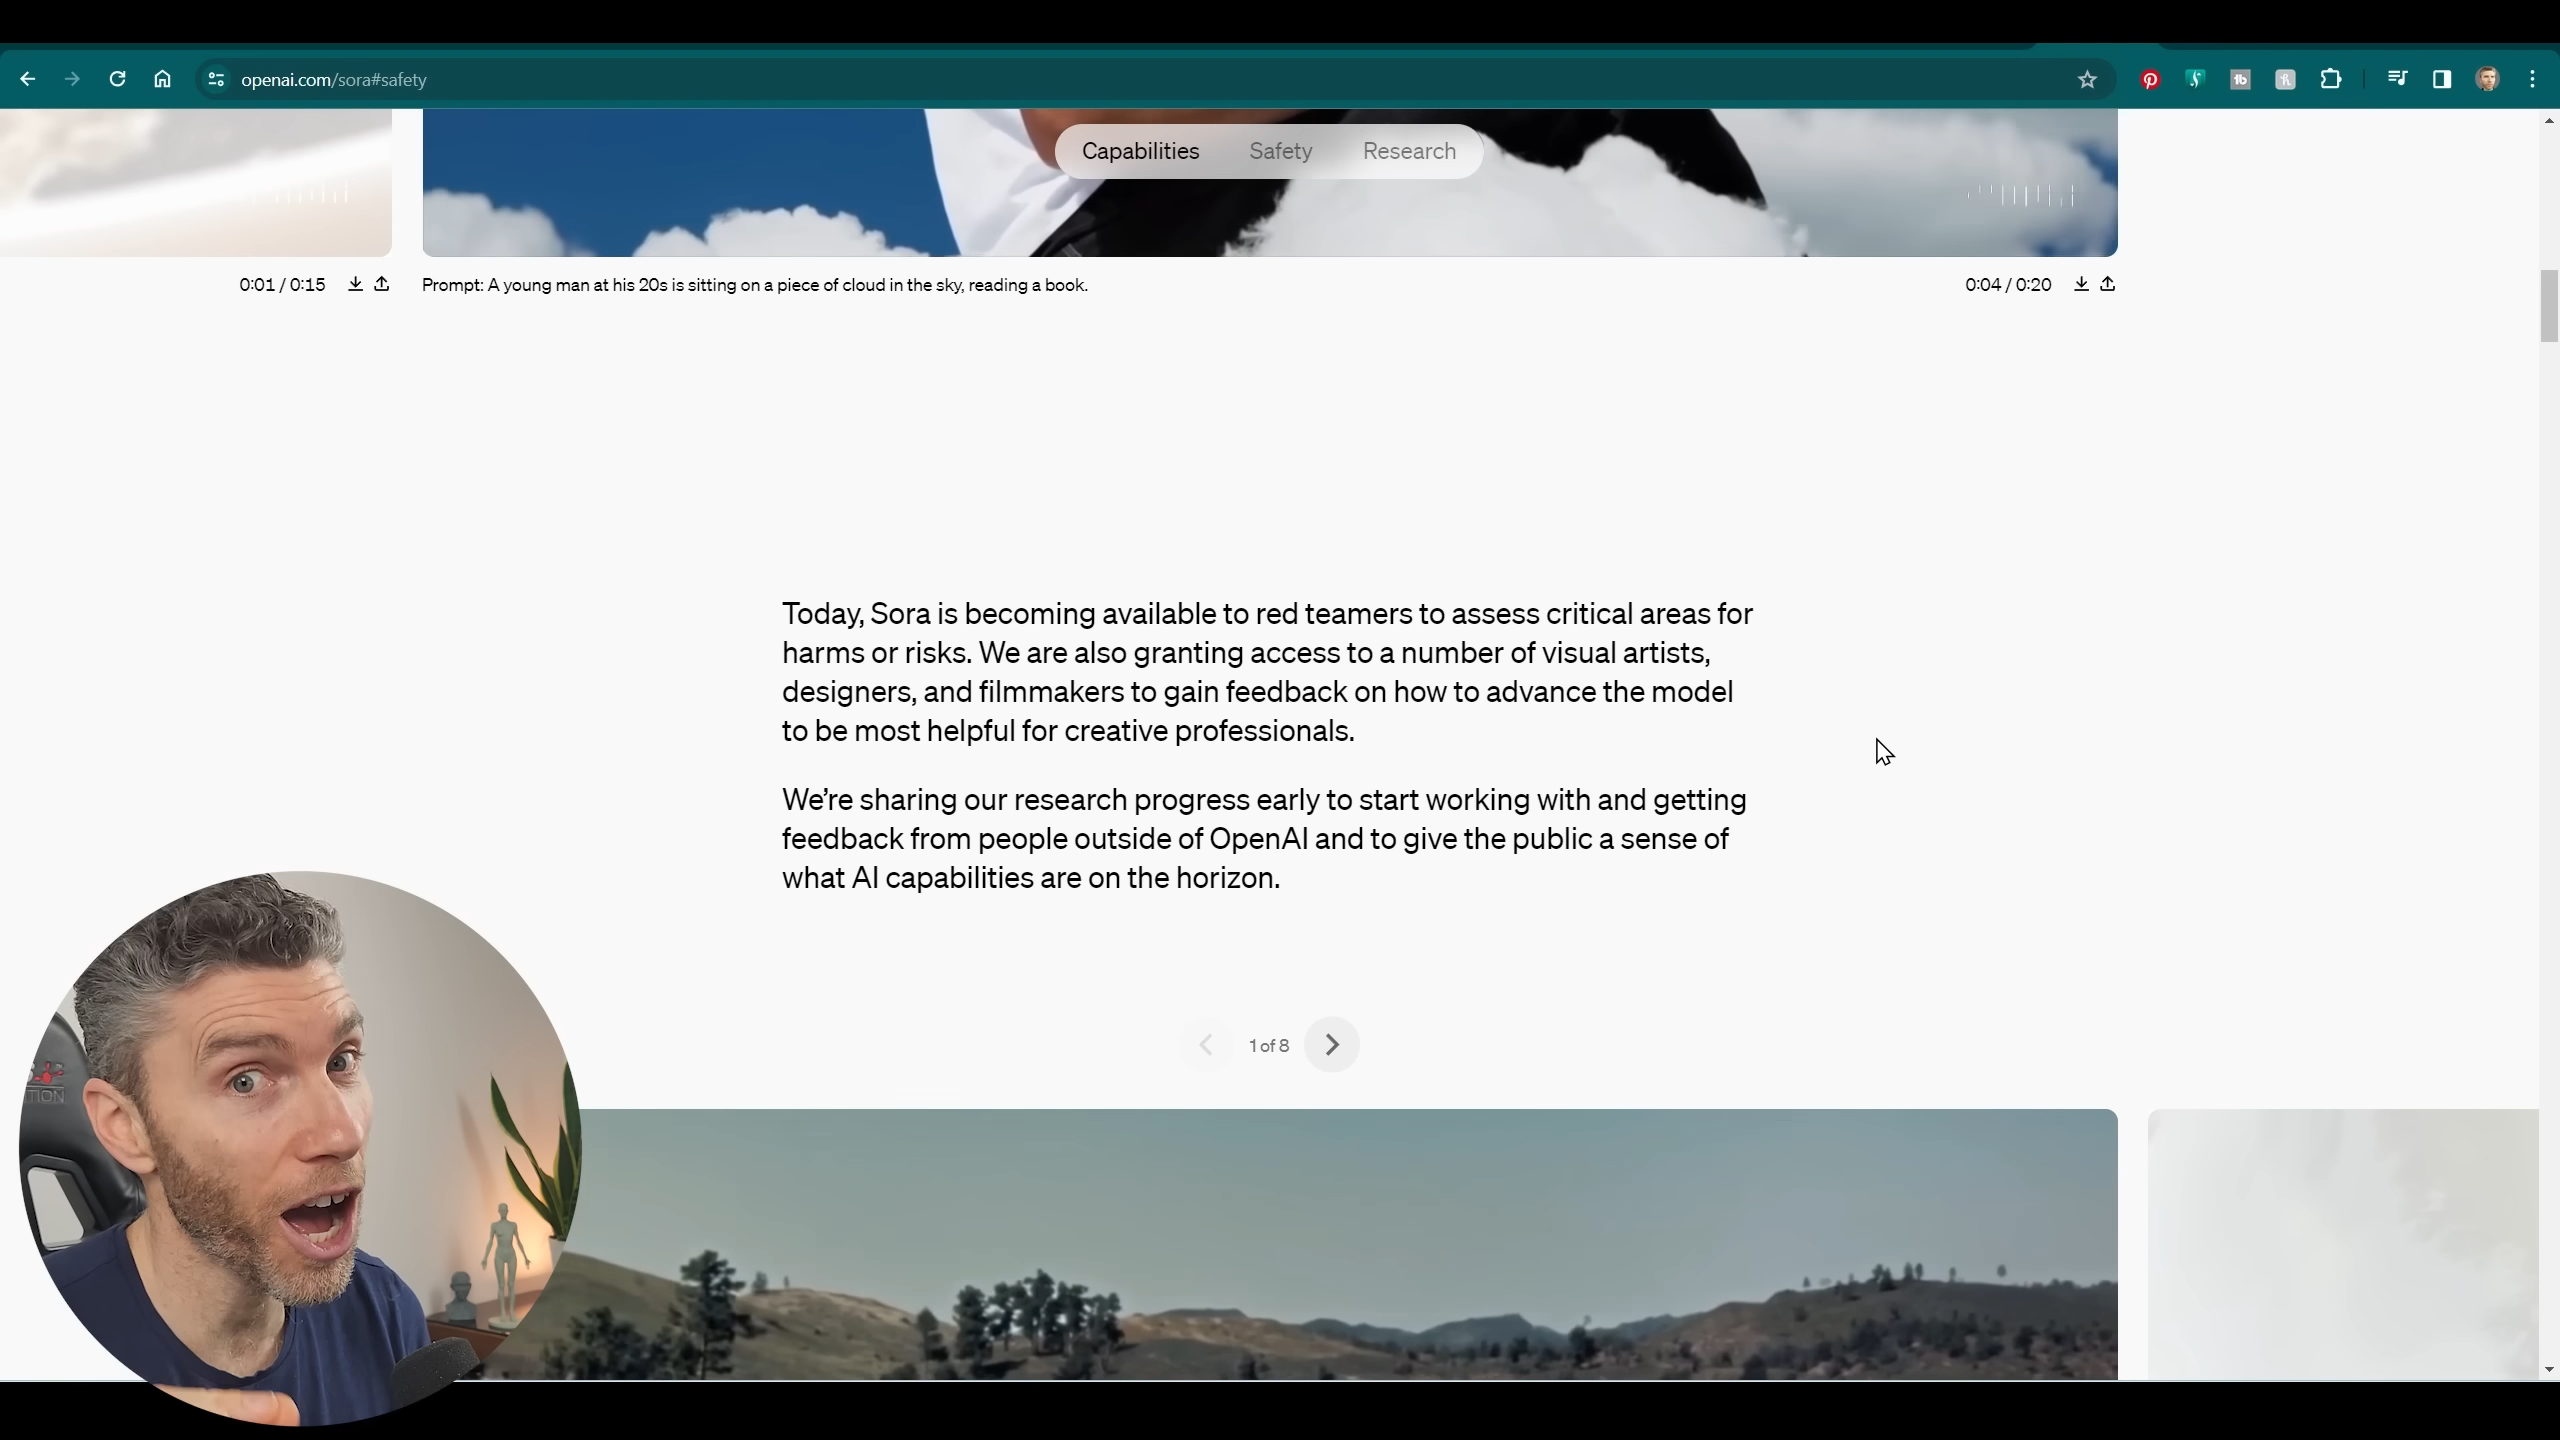 openai.com/sora#safety
Capabilities Safety Research
0:01 / 0:15
Prompt: A young man at his 20s is sitting on a piece of cloud in the sky, reading a book.
0:04 / 0:20
Today, Sora is becoming available to red teamers to assess critical areas for
harms or risks. We are also granting access to a number of visual artists,
designers, and filmmakers to gain feedback on how to advance the model
to be most helpful for creative professionals.
We’re sharing our research progress early to start working with and getting
feedback from people outside of OpenAI and to give the public a sense of
what AI capabilities are on the horizon.
1 of 8
TION